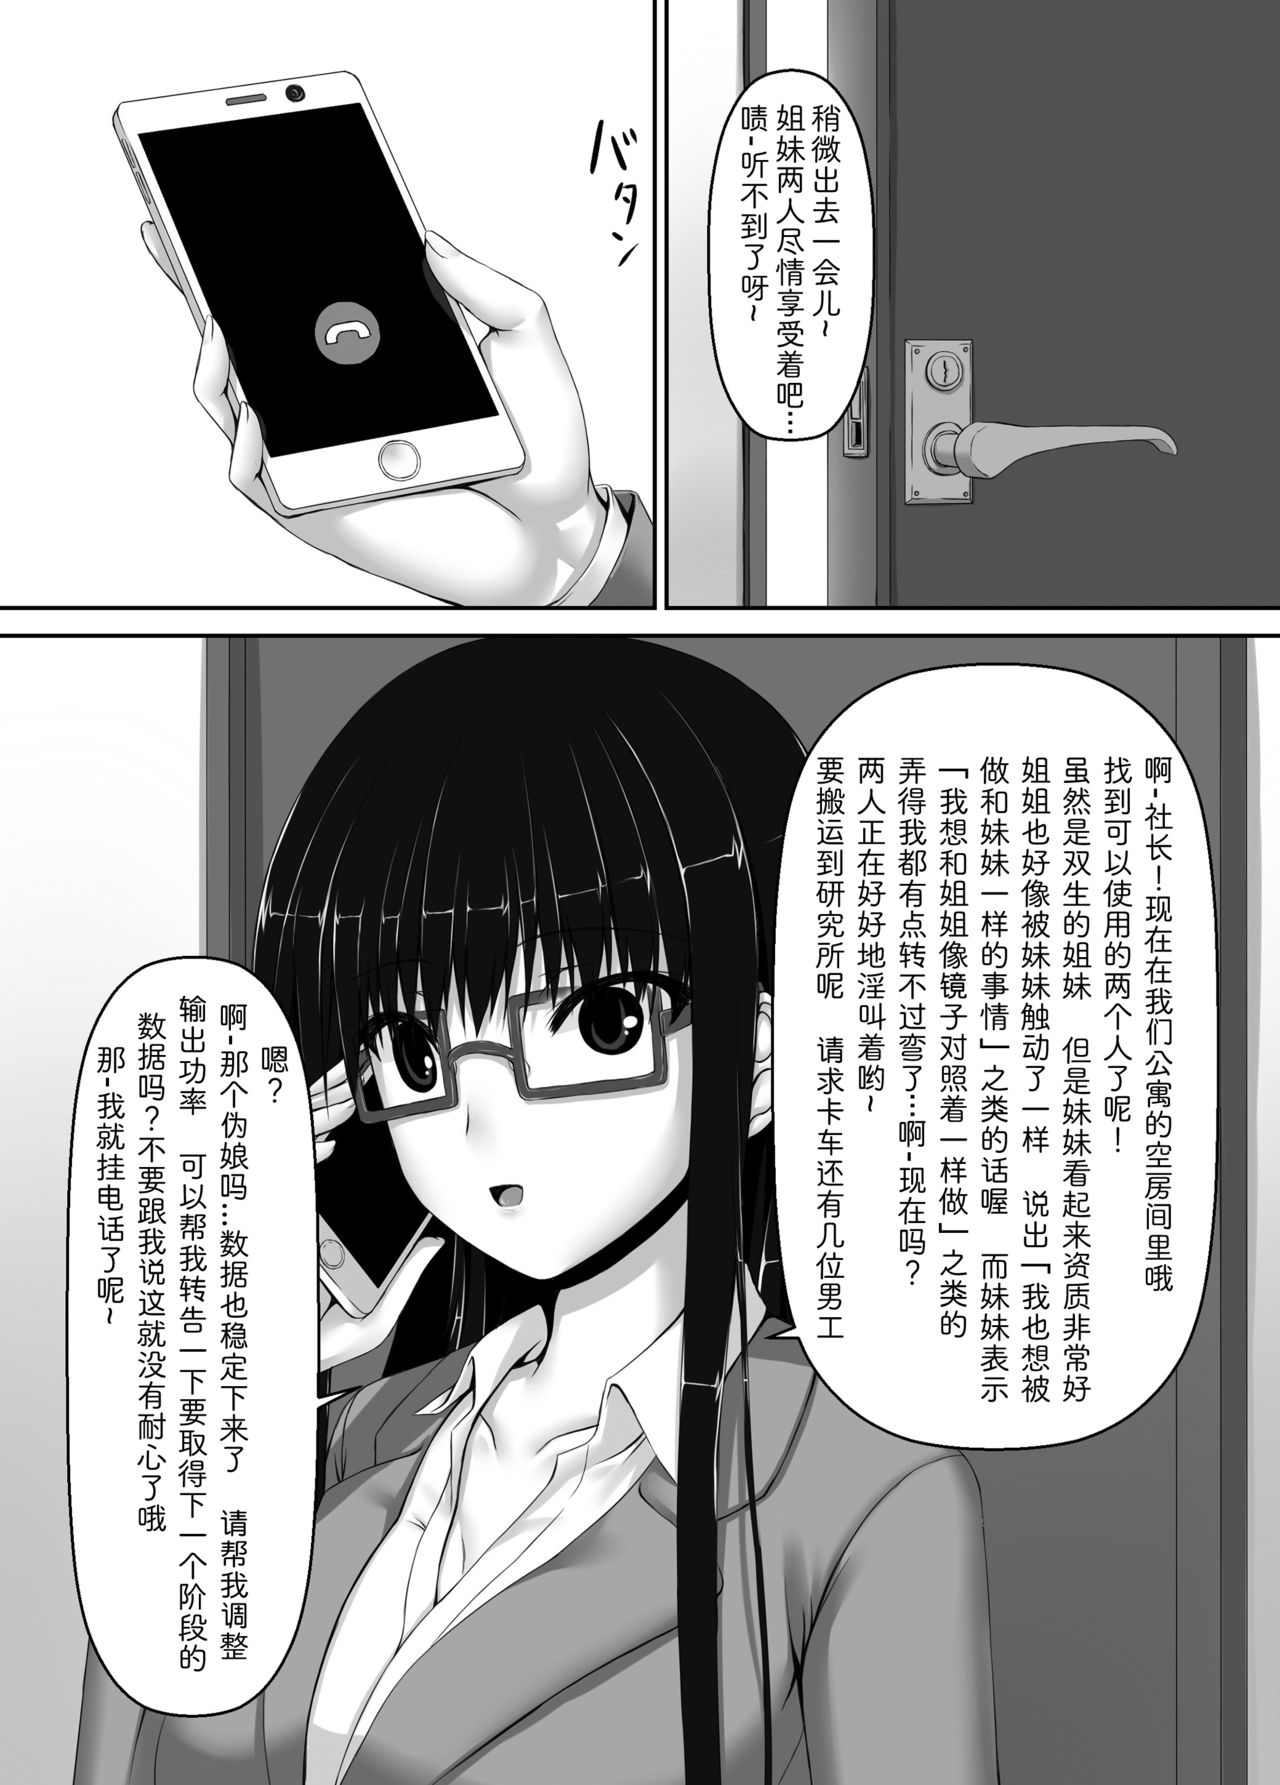 稍微出去一会儿~
姐妹两人尽情享受着吧…
啧-听不到了呀~
バタン
啊-社长！现在在我们公寓的空房间里哦
找到可以使用的两个人了呢！
虽然是双生的姐妹　但是妹妹看起来资质非常好
姐姐也好像被妹妹触动了一样　说出「我也想被
做和妹妹一样的事情」之类的话喔　而妹妹表示
「我想和姐姐像镜子对照着一样做」之类的
弄得我都有点转不过弯了…啊-现在吗？
两人正在好好地淫叫着哟~
要搬运到研究所呢　请求卡车还有几位男工
嗯？
啊-那个伪娘吗…数据也稳定下来了　请帮我调整
输出功率　可以帮我转告一下要取得下一个阶段的
数据吗？不要跟我说这就没有耐心了哦
那-我就挂电话了呢~